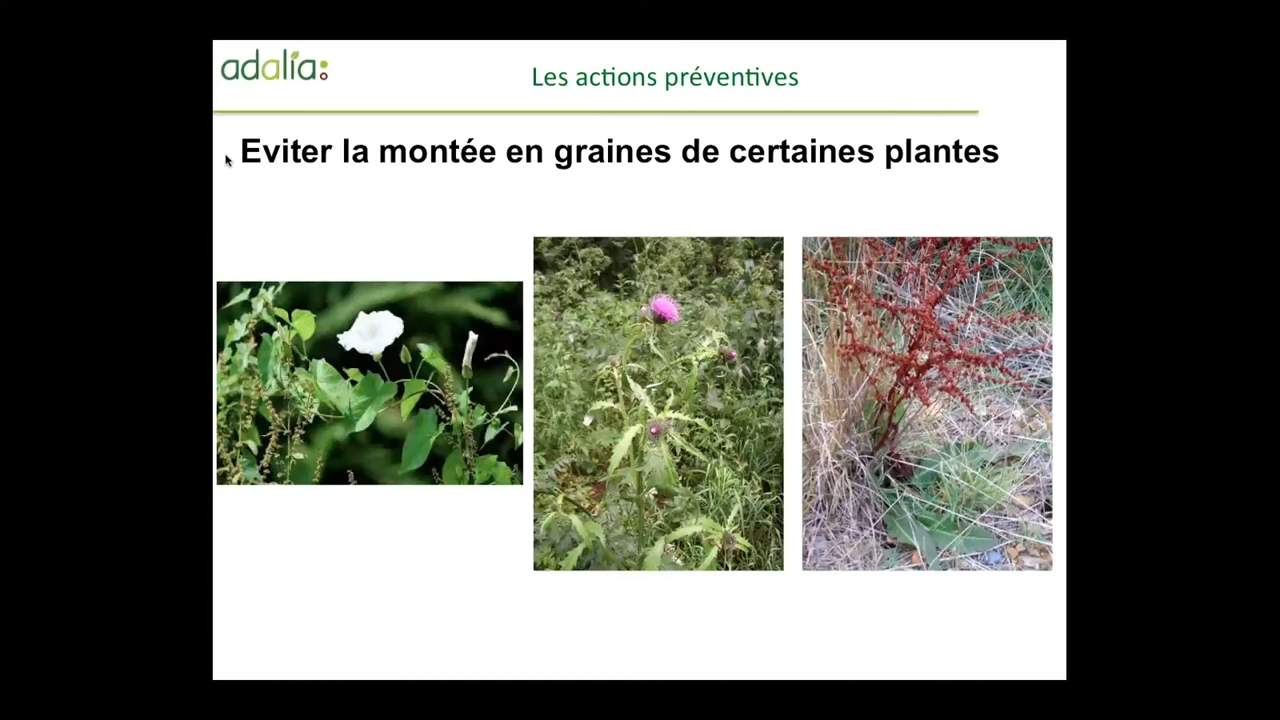 adalia
Les actions préventives
Eviter la montée en graines de certaines plantes